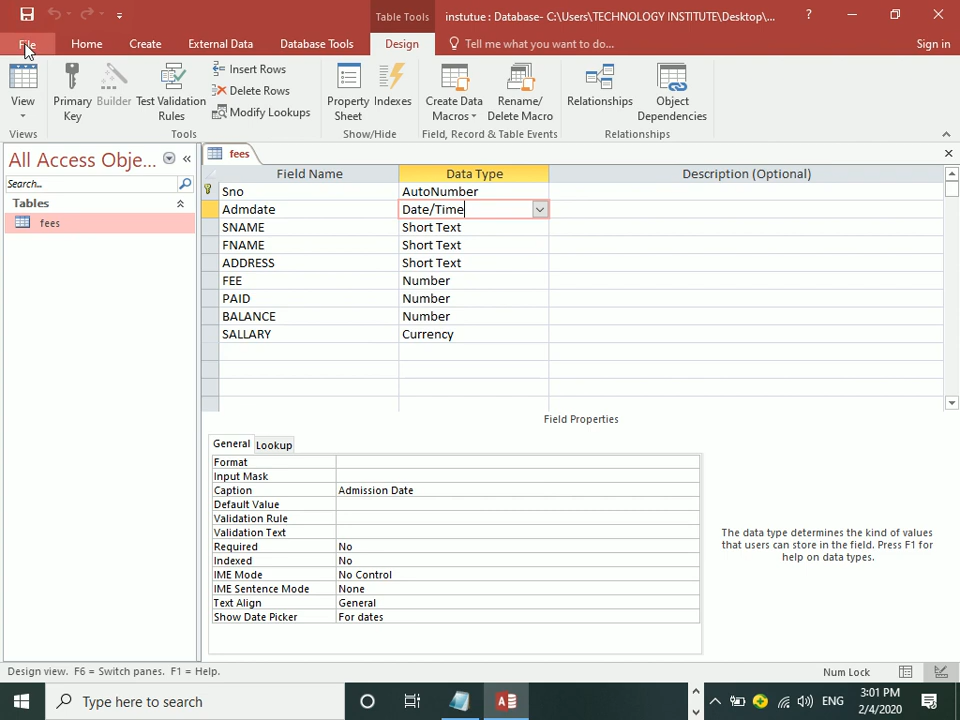 Table Tools
instutue : Database- C:\Users\TECHNOLOGY INSTITUTE\Desktop\...
?
File
Home
Create
External Data
Database Tools
Design
Tell me what you want to do...
Sign in
View
Primary Key
Builder
Test Validation Rules
Insert Rows
Delete Rows
Modify Lookups
Property Sheet
Indexes
Create Data Macros
Rename/ Delete Macro
Relationships
Object Dependencies
Views
Tools
Show/Hide
Field, Record & Table Events
Relationships
All Access Obje...
Search...
Tables
fees
fees
Field Name Data Type Description (Optional)
Sno AutoNumber
Admdate Date/Time
SNAME Short Text
FNAME Short Text
ADDRESS Short Text
FEE Number
PAID Number
BALANCE Number
SALLARY Currency
Field Properties
General Lookup
Format
Input Mask
Caption Admission Date
Default Value
Validation Rule
Validation Text
Required No
Indexed No
IME Mode No Control
IME Sentence Mode None
Text Align General
Show Date Picker For dates
The data type determines the kind of values
that users can store in the field. Press F1 for
help on data types.
Design view. F6 = Switch panes. F1 = Help.
Num Lock
Type here to search
ENG
3:01 PM
2/4/2020